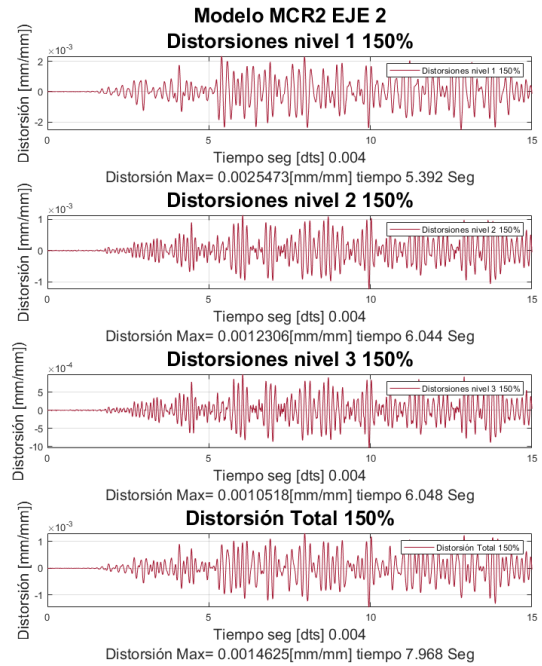 Modelo MCR2 EJE 2
Distorsiones nivel 1 150%
×10⁻³
Distorsiones nivel 1 150%
Distorsión [mm/mm])
2
0
-2
0 5 10 15
Tiempo seg [dts] 0.004
Distorsión Max= 0.0025473[mm/mm] tiempo 5.392 Seg
Distorsiones nivel 2 150%
×10⁻³
Distorsiones nivel 2 150%
Distorsión [mm/mm])
1
0
-1
0 5 10 15
Tiempo seg [dts] 0.004
Distorsión Max= 0.0012306[mm/mm] tiempo 6.044 Seg
Distorsiones nivel 3 150%
×10⁻⁴
Distorsiones nivel 3 150%
Distorsión [mm/mm])
5
0
-5
-10
0 5 10 15
Tiempo seg [dts] 0.004
Distorsión Max= 0.0010518[mm/mm] tiempo 6.048 Seg
Distorsión Total 150%
×10⁻³
Distorsión Total 150%
Distorsión [mm/mm])
1
0
-1
0 5 10 15
Tiempo seg [dts] 0.004
Distorsión Max= 0.0014625[mm/mm] tiempo 7.968 Seg